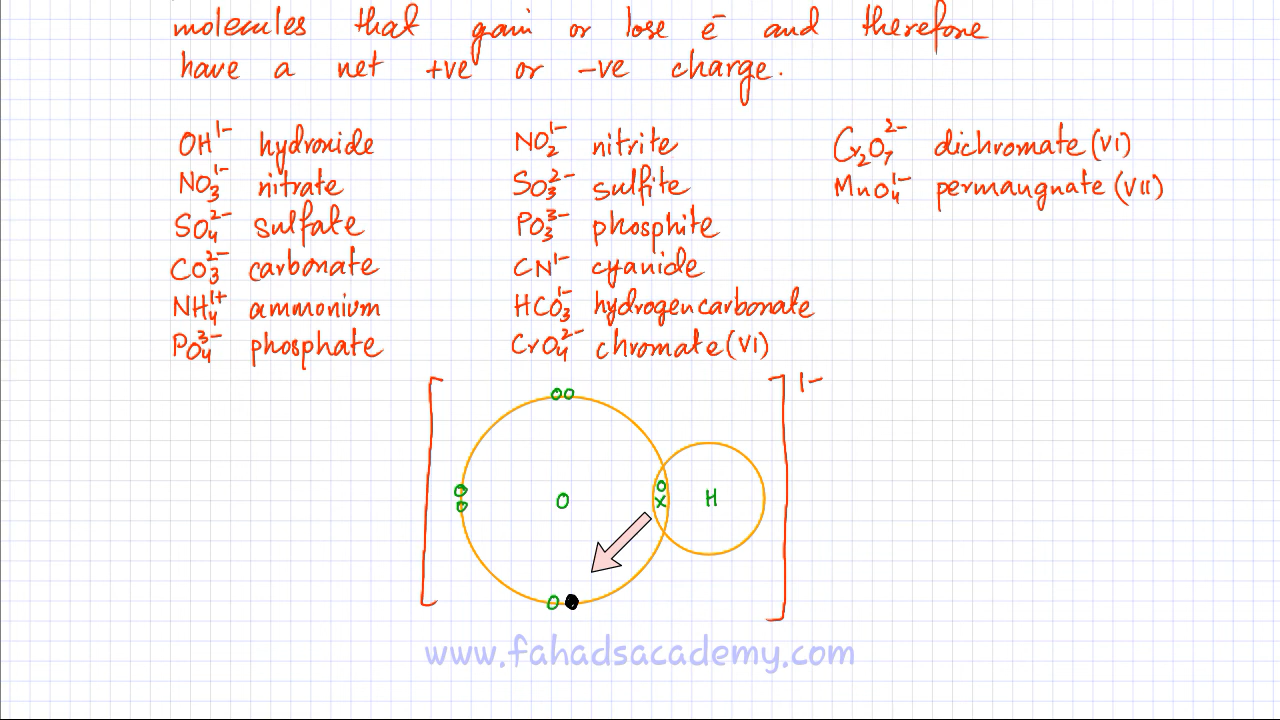 molecules that gain or lose e⁻ and therefore
have a net +ve or -ve charge.
OH¹⁻ hydroxide
NO₃¹⁻ nitrate
SO₄²⁻ sulfate
CO₃²⁻ carbonate
NH₄¹⁺ ammonium
PO₄³⁻ phosphate
NO₂¹⁻ nitrite
SO₃²⁻ sulfite
PO₃³⁻ phosphite
CN¹⁻ cyanide
HCO₃¹⁻ hydrogencarbonate
CrO₄²⁻ chromate (VI)
Cr₂O₇²⁻ dichromate (VI)
MnO₄¹⁻ permaugnate (VII)
1-
O H
www.fahadsacademy.com